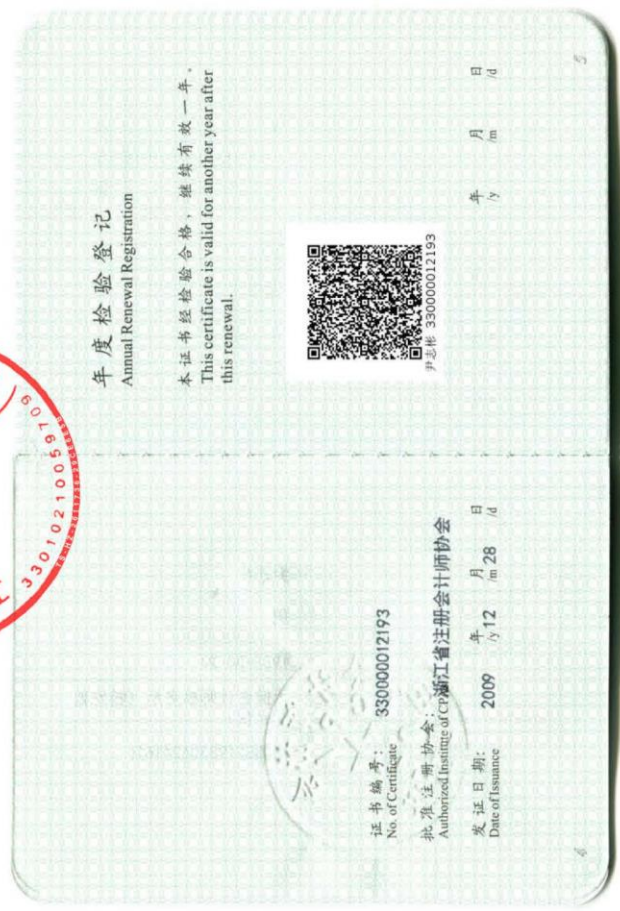 年度检验登记
Annual Renewal Registration
本证书经检验合格，继续有效一年。
This certificate is valid for another year after
this renewal.
尹志彬 330000012193
年 月 日
/y /m /d
5
33010210059709
证书编号： 330000012193
No. of Certificate
批准注册协会：浙江省注册会计师协会
Authorized Institute of CP
发证日期： 2009 年 12 月 28 日
Date of Issuance /y /m /d
4